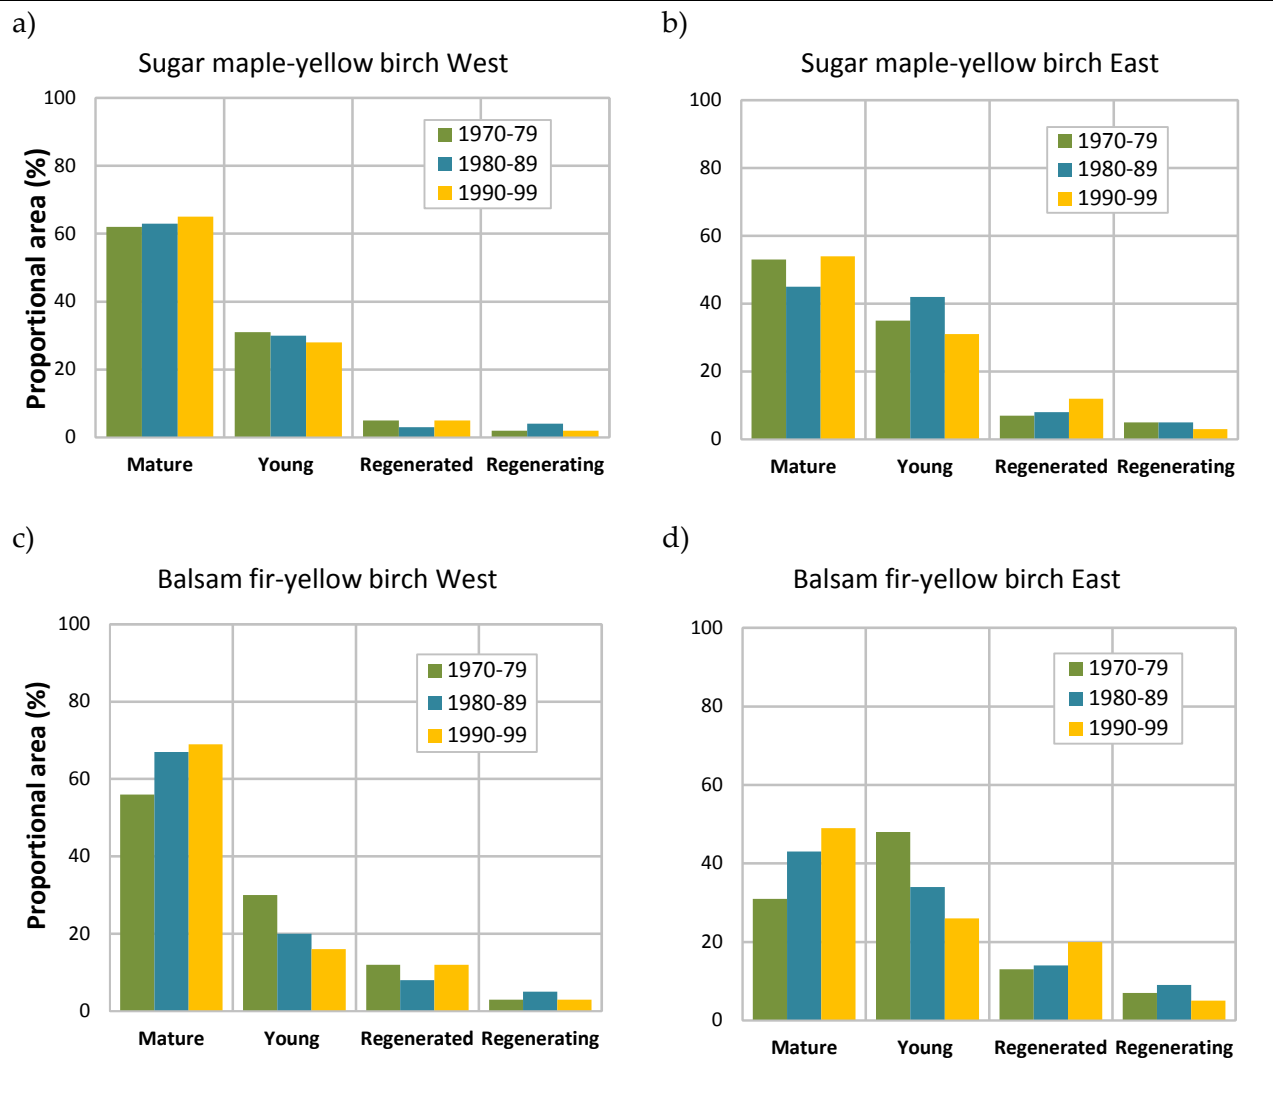 a)
Sugar maple-yellow birch West
Proportional area (%)
100
80
60
40
20
0
1970-79
1980-89
1990-99
Mature Young Regenerated Regenerating
b)
Sugar maple-yellow birch East
100
80
60
40
20
0
1970-79
1980-89
1990-99
Mature Young Regenerated Regenerating
c)
Balsam fir-yellow birch West
Proportional area (%)
100
80
60
40
20
0
1970-79
1980-89
1990-99
Mature Young Regenerated Regenerating
d)
Balsam fir-yellow birch East
100
80
60
40
20
0
1970-79
1980-89
1990-99
Mature Young Regenerated Regenerating